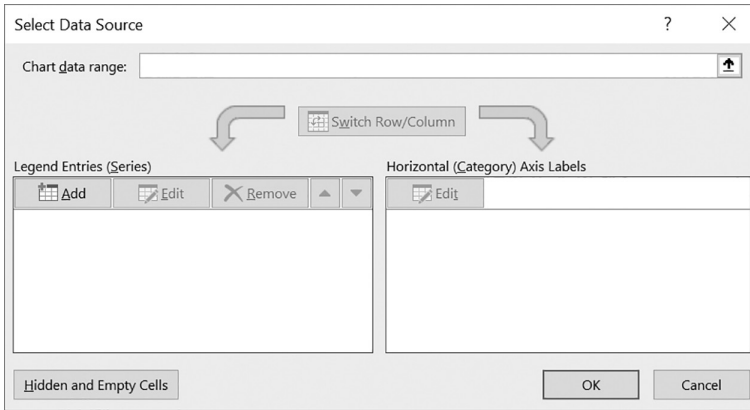 Select Data Source ?
Chart data range:
Switch Row/Column
Legend Entries (Series)
Horizontal (Category) Axis Labels
Add Edit Remove
Edit
Hidden and Empty Cells
OK Cancel